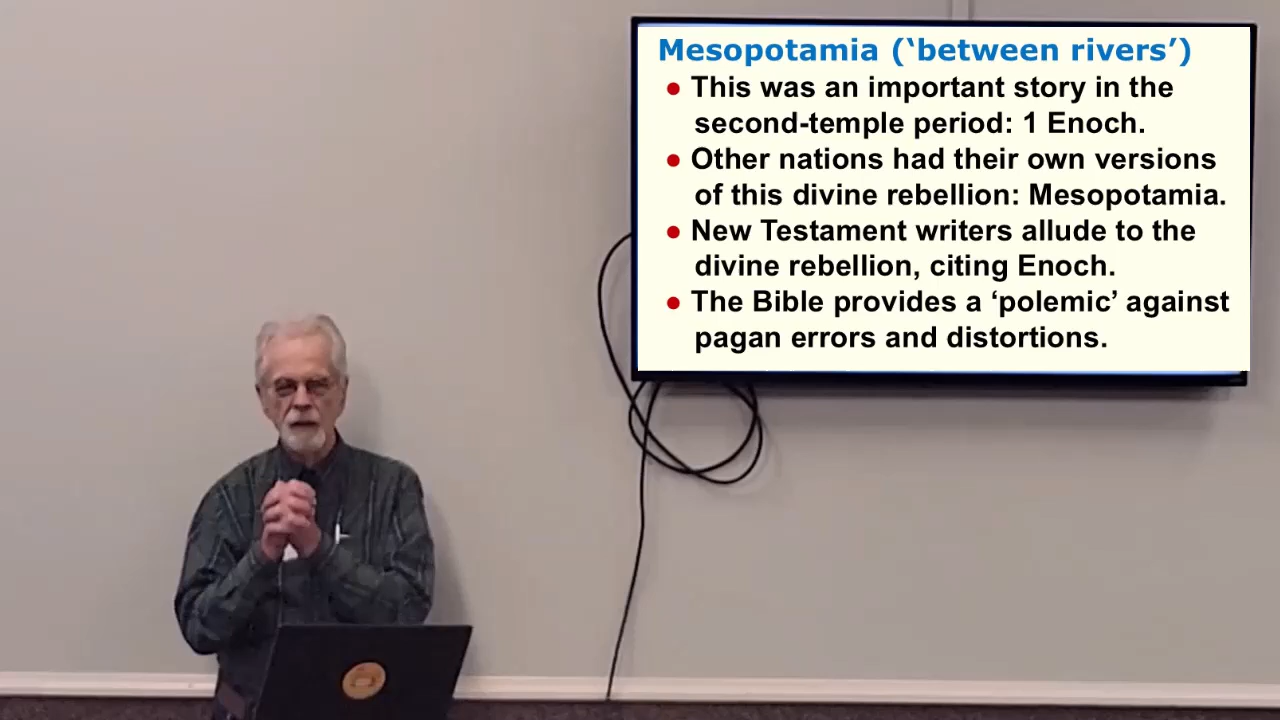 Mesopotamia (‘between rivers’)
● This was an important story in the
second-temple period: 1 Enoch.
● Other nations had their own versions
of this divine rebellion: Mesopotamia.
● New Testament writers allude to the
divine rebellion, citing Enoch.
● The Bible provides a ‘polemic’ against
pagan errors and distortions.